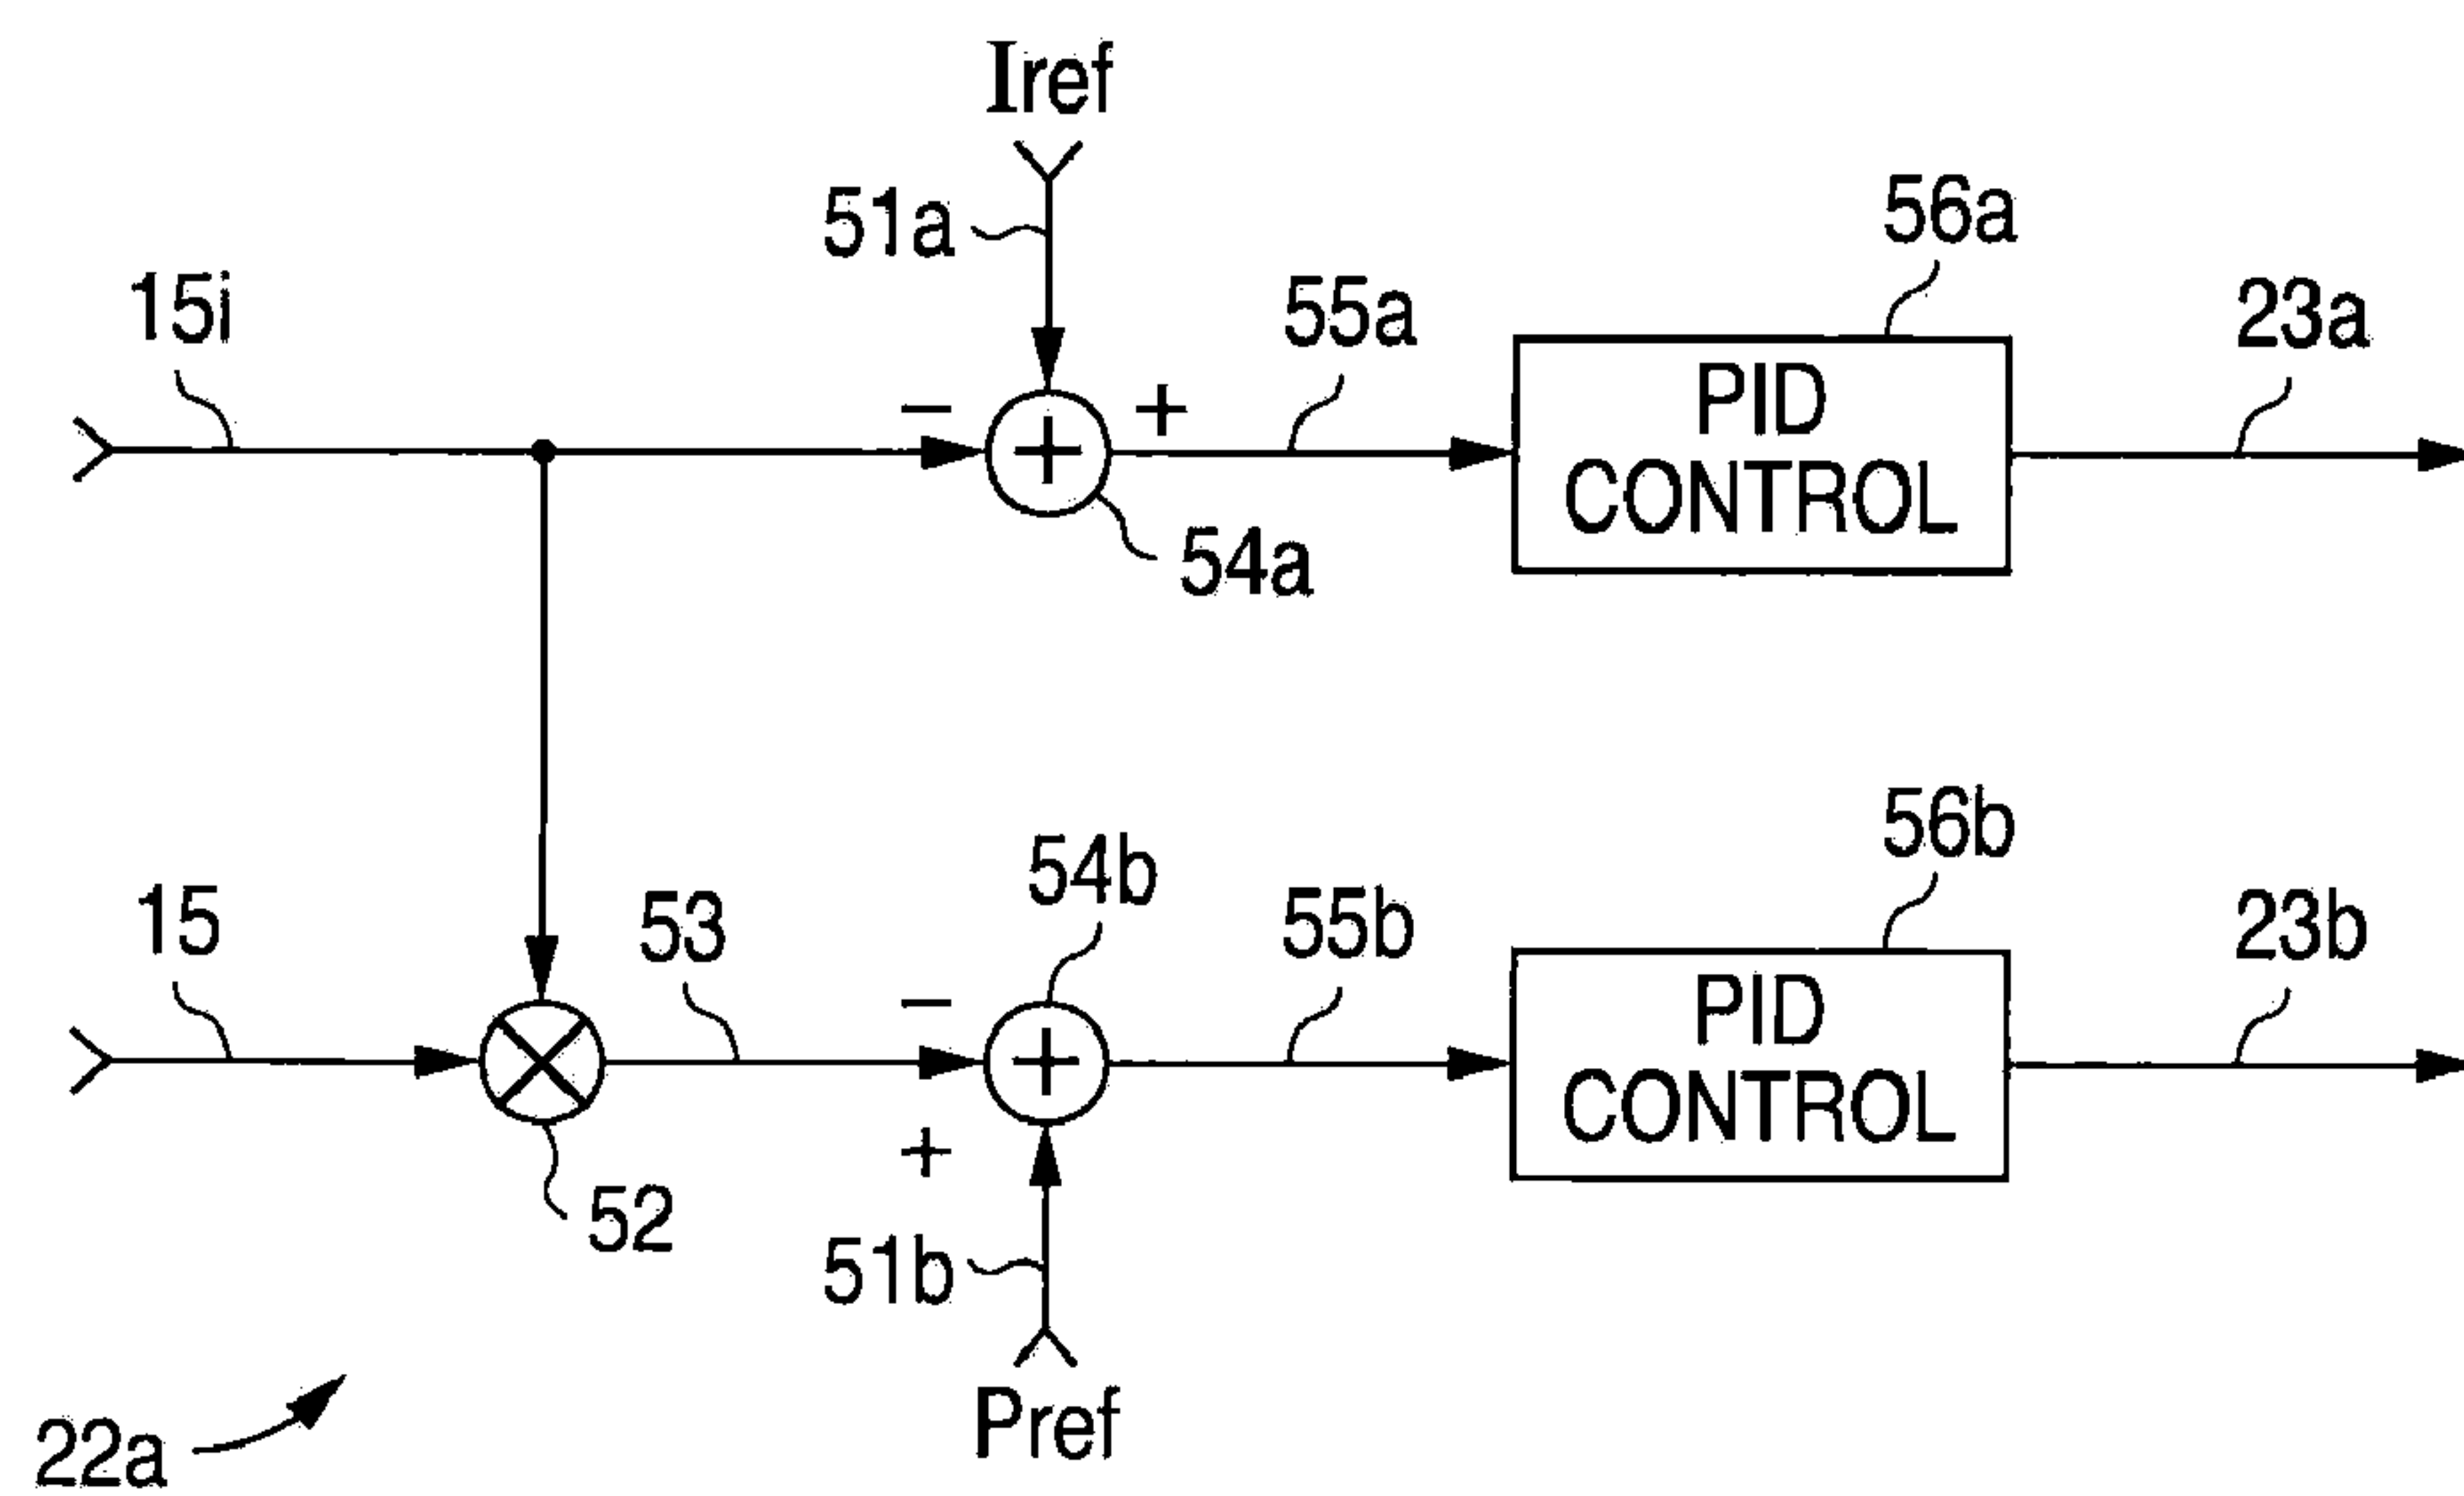 Iref
51a
56a
15i
55a
23a
− +
+
PID
CONTROL
54a
56b
54b
15
53
55b
23b
−
+
PID
CONTROL
+
52
51b
Pref
22a